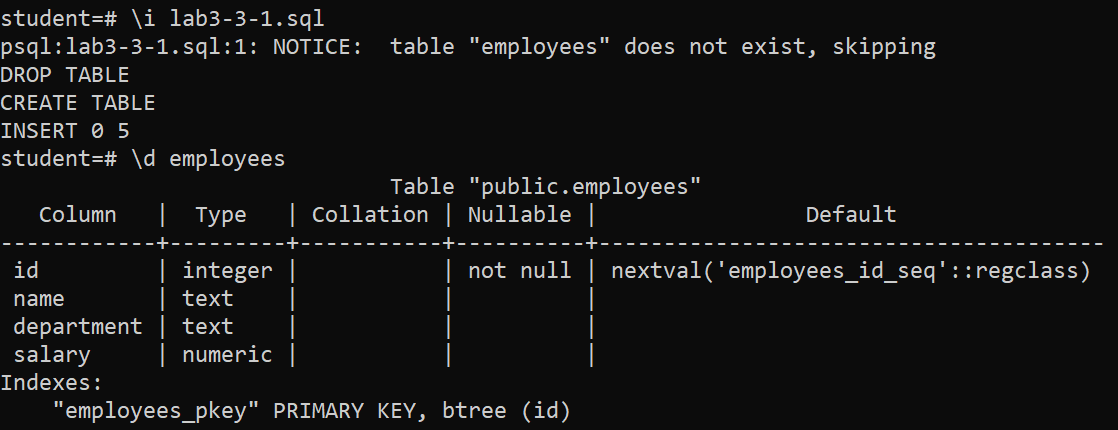 student=# \i lab3-3-1.sql
psql:lab3-3-1.sql:1: NOTICE:  table "employees" does not exist, skipping
DROP TABLE
CREATE TABLE
INSERT 0 5
student=# \d employees
                                   Table "public.employees"
   Column   |  Type   | Collation | Nullable |                Default
------------+---------+-----------+----------+---------------------------------------
 id         | integer |           | not null | nextval('employees_id_seq'::regclass)
 name       | text    |           |          |
 department | text    |           |          |
 salary     | numeric |           |          |
Indexes:
    "employees_pkey" PRIMARY KEY, btree (id)